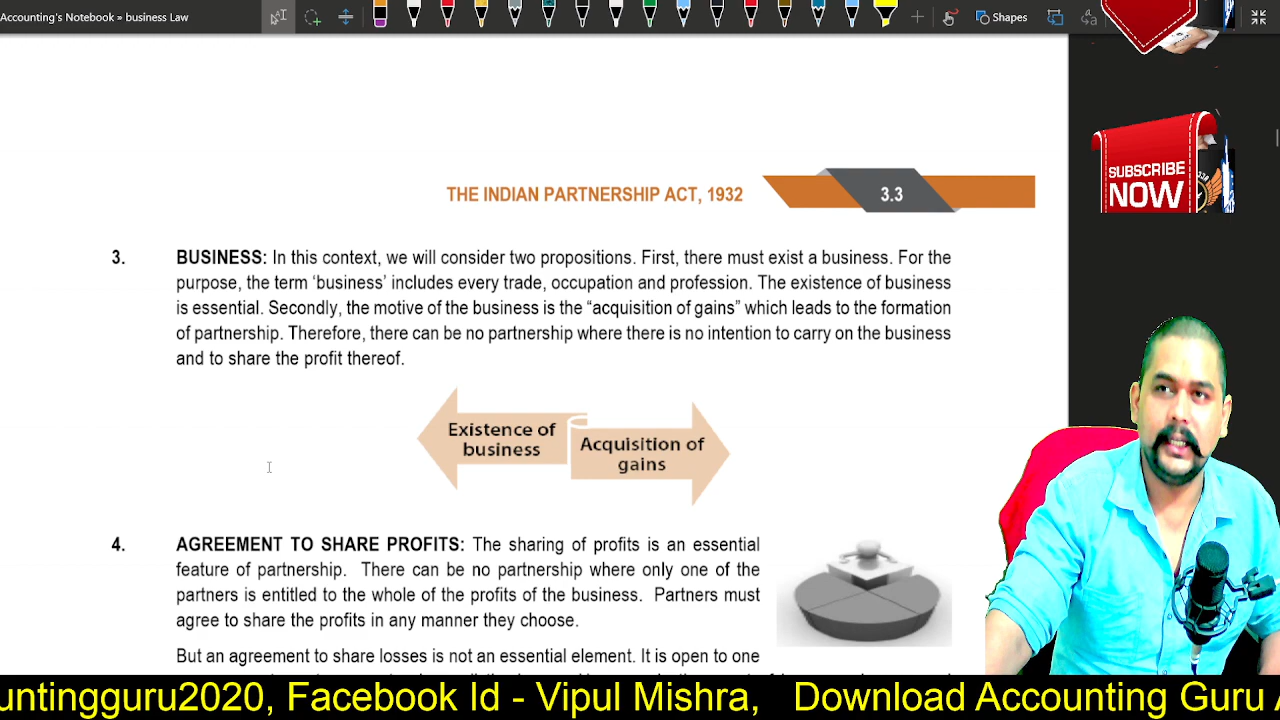 Accounting's Notebook » business Law
Shapes
SUBSCRIBE
NOW
THE INDIAN PARTNERSHIP ACT, 1932
3.3
3. BUSINESS: In this context, we will consider two propositions. First, there must exist a business. For the
purpose, the term ‘business’ includes every trade, occupation and profession. The existence of business
is essential. Secondly, the motive of the business is the “acquisition of gains” which leads to the formation
of partnership. Therefore, there can be no partnership where there is no intention to carry on the business
and to share the profit thereof.
Existence of
business
Acquisition of
gains
4. AGREEMENT TO SHARE PROFITS: The sharing of profits is an essential
feature of partnership. There can be no partnership where only one of the
partners is entitled to the whole of the profits of the business. Partners must
agree to share the profits in any manner they choose.
But an agreement to share losses is not an essential element. It is open to one
untingguru2020, Facebook Id - Vipul Mishra, Download Accounting Guru A